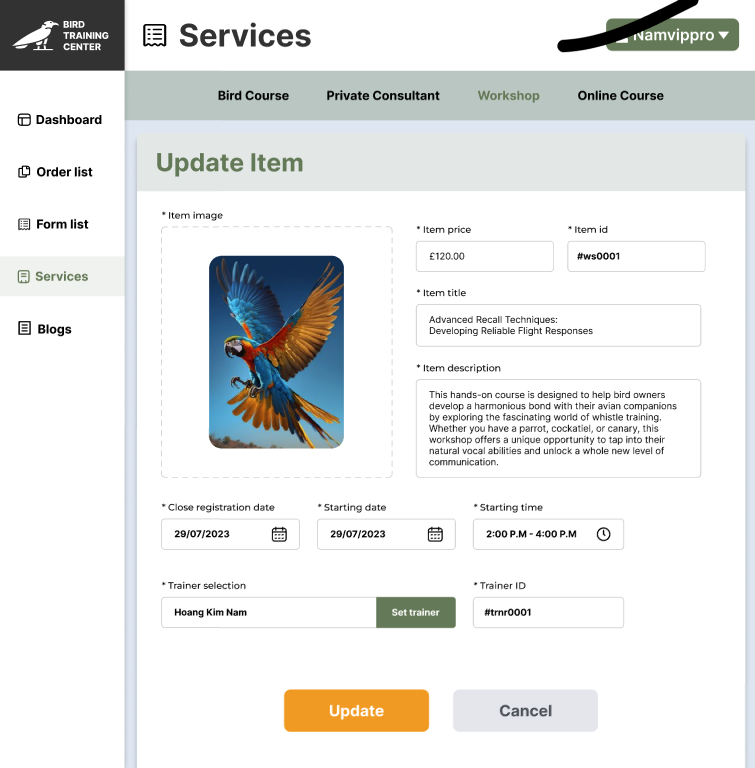 BIRD
TRAINING
CENTER
Services
Namvippro
Bird Course
Private Consultant
Workshop
Online Course
Dashboard
Order list
Form list
Services
Blogs
Update Item
* Item image
* Item price
* Item id
£120.00
#ws0001
* Item title
Advanced Recall Techniques:
Developing Reliable Flight Responses
* Item description
This hands-on course is designed to help bird owners
develop a harmonious bond with their avian companions
by exploring the fascinating world of whistle training.
Whether you have a parrot, cockatiel, or canary, this
workshop offers a unique opportunity to tap into their
natural vocal abilities and unlock a whole new level of
communication.
* Close registration date
* Starting date
* Starting time
29/07/2023
29/07/2023
2:00 P.M - 4:00 P.M
* Trainer selection
* Trainer ID
Hoang Kim Nam
Set trainer
#trnr0001
Update
Cancel